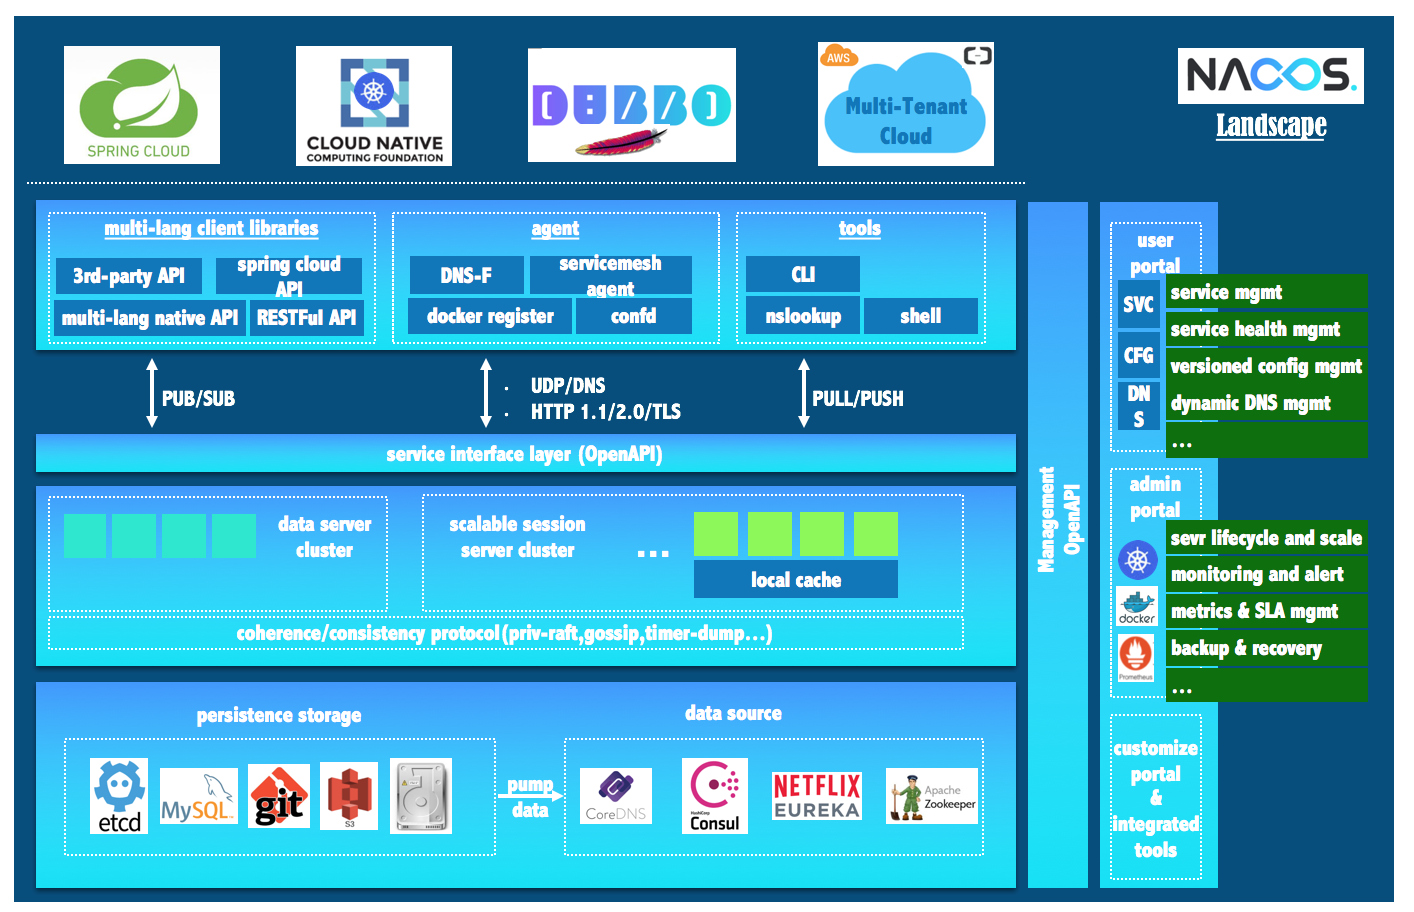 SPRING CLOUD
CLOUD NATIVE
COMPUTING FOUNDATION
DUBBO
AWS
Multi-Tenant
Cloud
NACOS.
Landscape
multi-lang client libraries
3rd-party API
spring cloud
API
multi-lang native API
RESTFul API
agent
DNS-F
servicemesh
agent
docker register
confd
tools
CLI
nslookup
shell
PUB/SUB
· UDP/DNS
· HTTP 1.1/2.0/TLS
PULL/PUSH
service interface layer (OpenAPI)
data server
cluster
scalable session
server cluster
...
local cache
coherence/consistency protocol(priv-raft,gossip,timer-dump...)
persistence storage
etcd
MySQL™
git
S3
pump
data
data source
CoreDNS
HashiCorp
Consul
NETFLIX
EUREKA
Apache
Zookeeper
Management
OpenAPI
user
portal
SVC
CFG
DN
S
service mgmt
service health mgmt
versioned config mgmt
dynamic DNS mgmt
...
admin
portal
docker
Prometheus
sevr lifecycle and scale
monitoring and alert
metrics & SLA mgmt
backup & recovery
...
customize
portal
&
integrated
tools